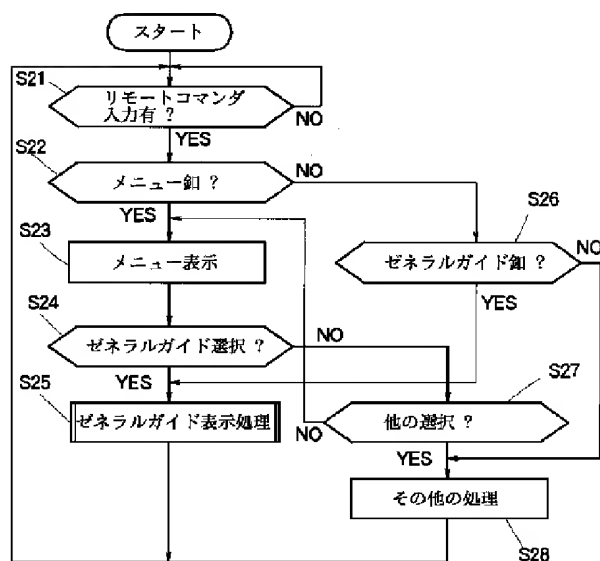 スタート
S21
リモートコマンダ
入力有 ?
NO
YES
S22
メニュー釦 ?
NO
YES
S26
S23
メニュー表示
ゼネラルガイド釦 ?
NO
YES
S24
ゼネラルガイド選択 ?
NO
YES
S25
S27
ゼネラルガイド表示処理
NO
他の選択 ?
YES
その他の処理
S28